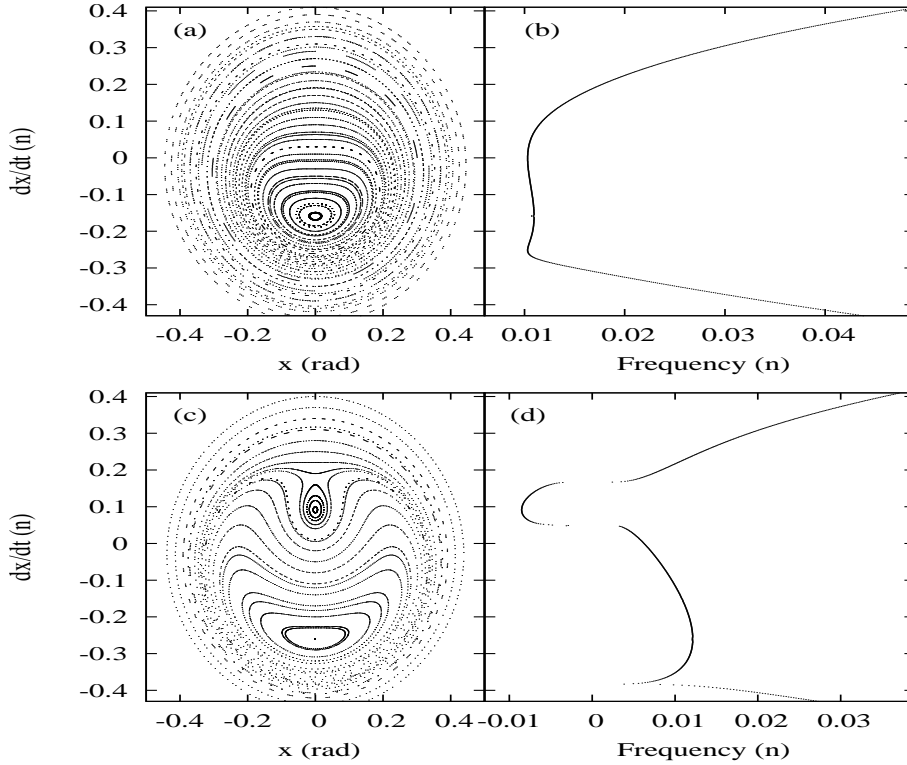 (a)
(b)
0.4
0.3
0.2
0.1
0
-0.1
-0.2
-0.3
-0.4
dx/dt (n)
-0.4 -0.2 0 0.2 0.4
0.01 0.02 0.03 0.04
x (rad)
Frequency (n)
(c)
(d)
0.4
0.3
0.2
0.1
0
-0.1
-0.2
-0.3
-0.4
dx/dt (n)
-0.4 -0.2 0 0.2 0.4
-0.01 0 0.01 0.02 0.03
x (rad)
Frequency (n)